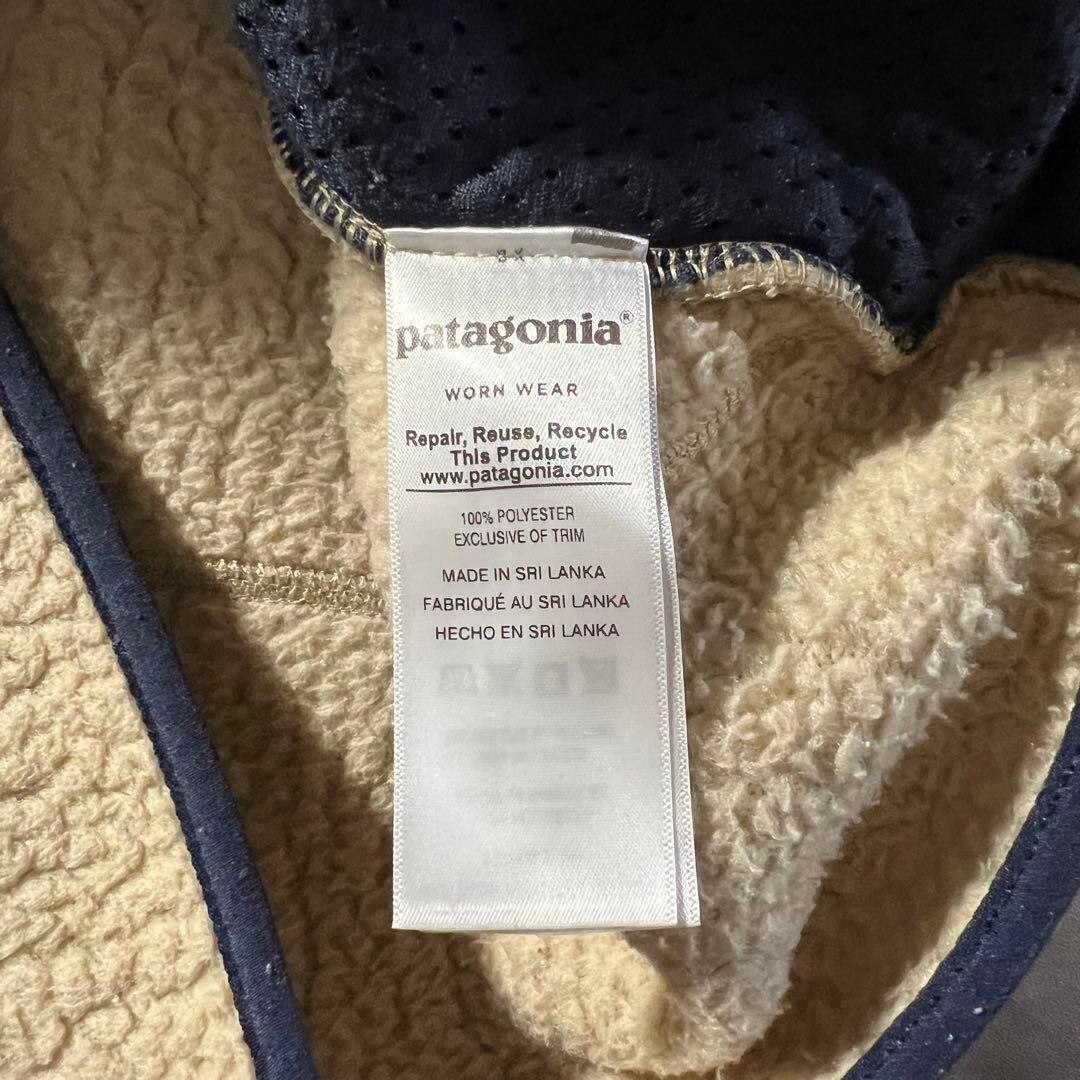 patagonia®
WORN WEAR
Repair, Reuse, Recycle
This Product
www.patagonia.com
100% POLYESTER
EXCLUSIVE OF TRIM
MADE IN SRI LANKA
FABRIQUÉ AU SRI LANKA
HECHO EN SRI LANKA